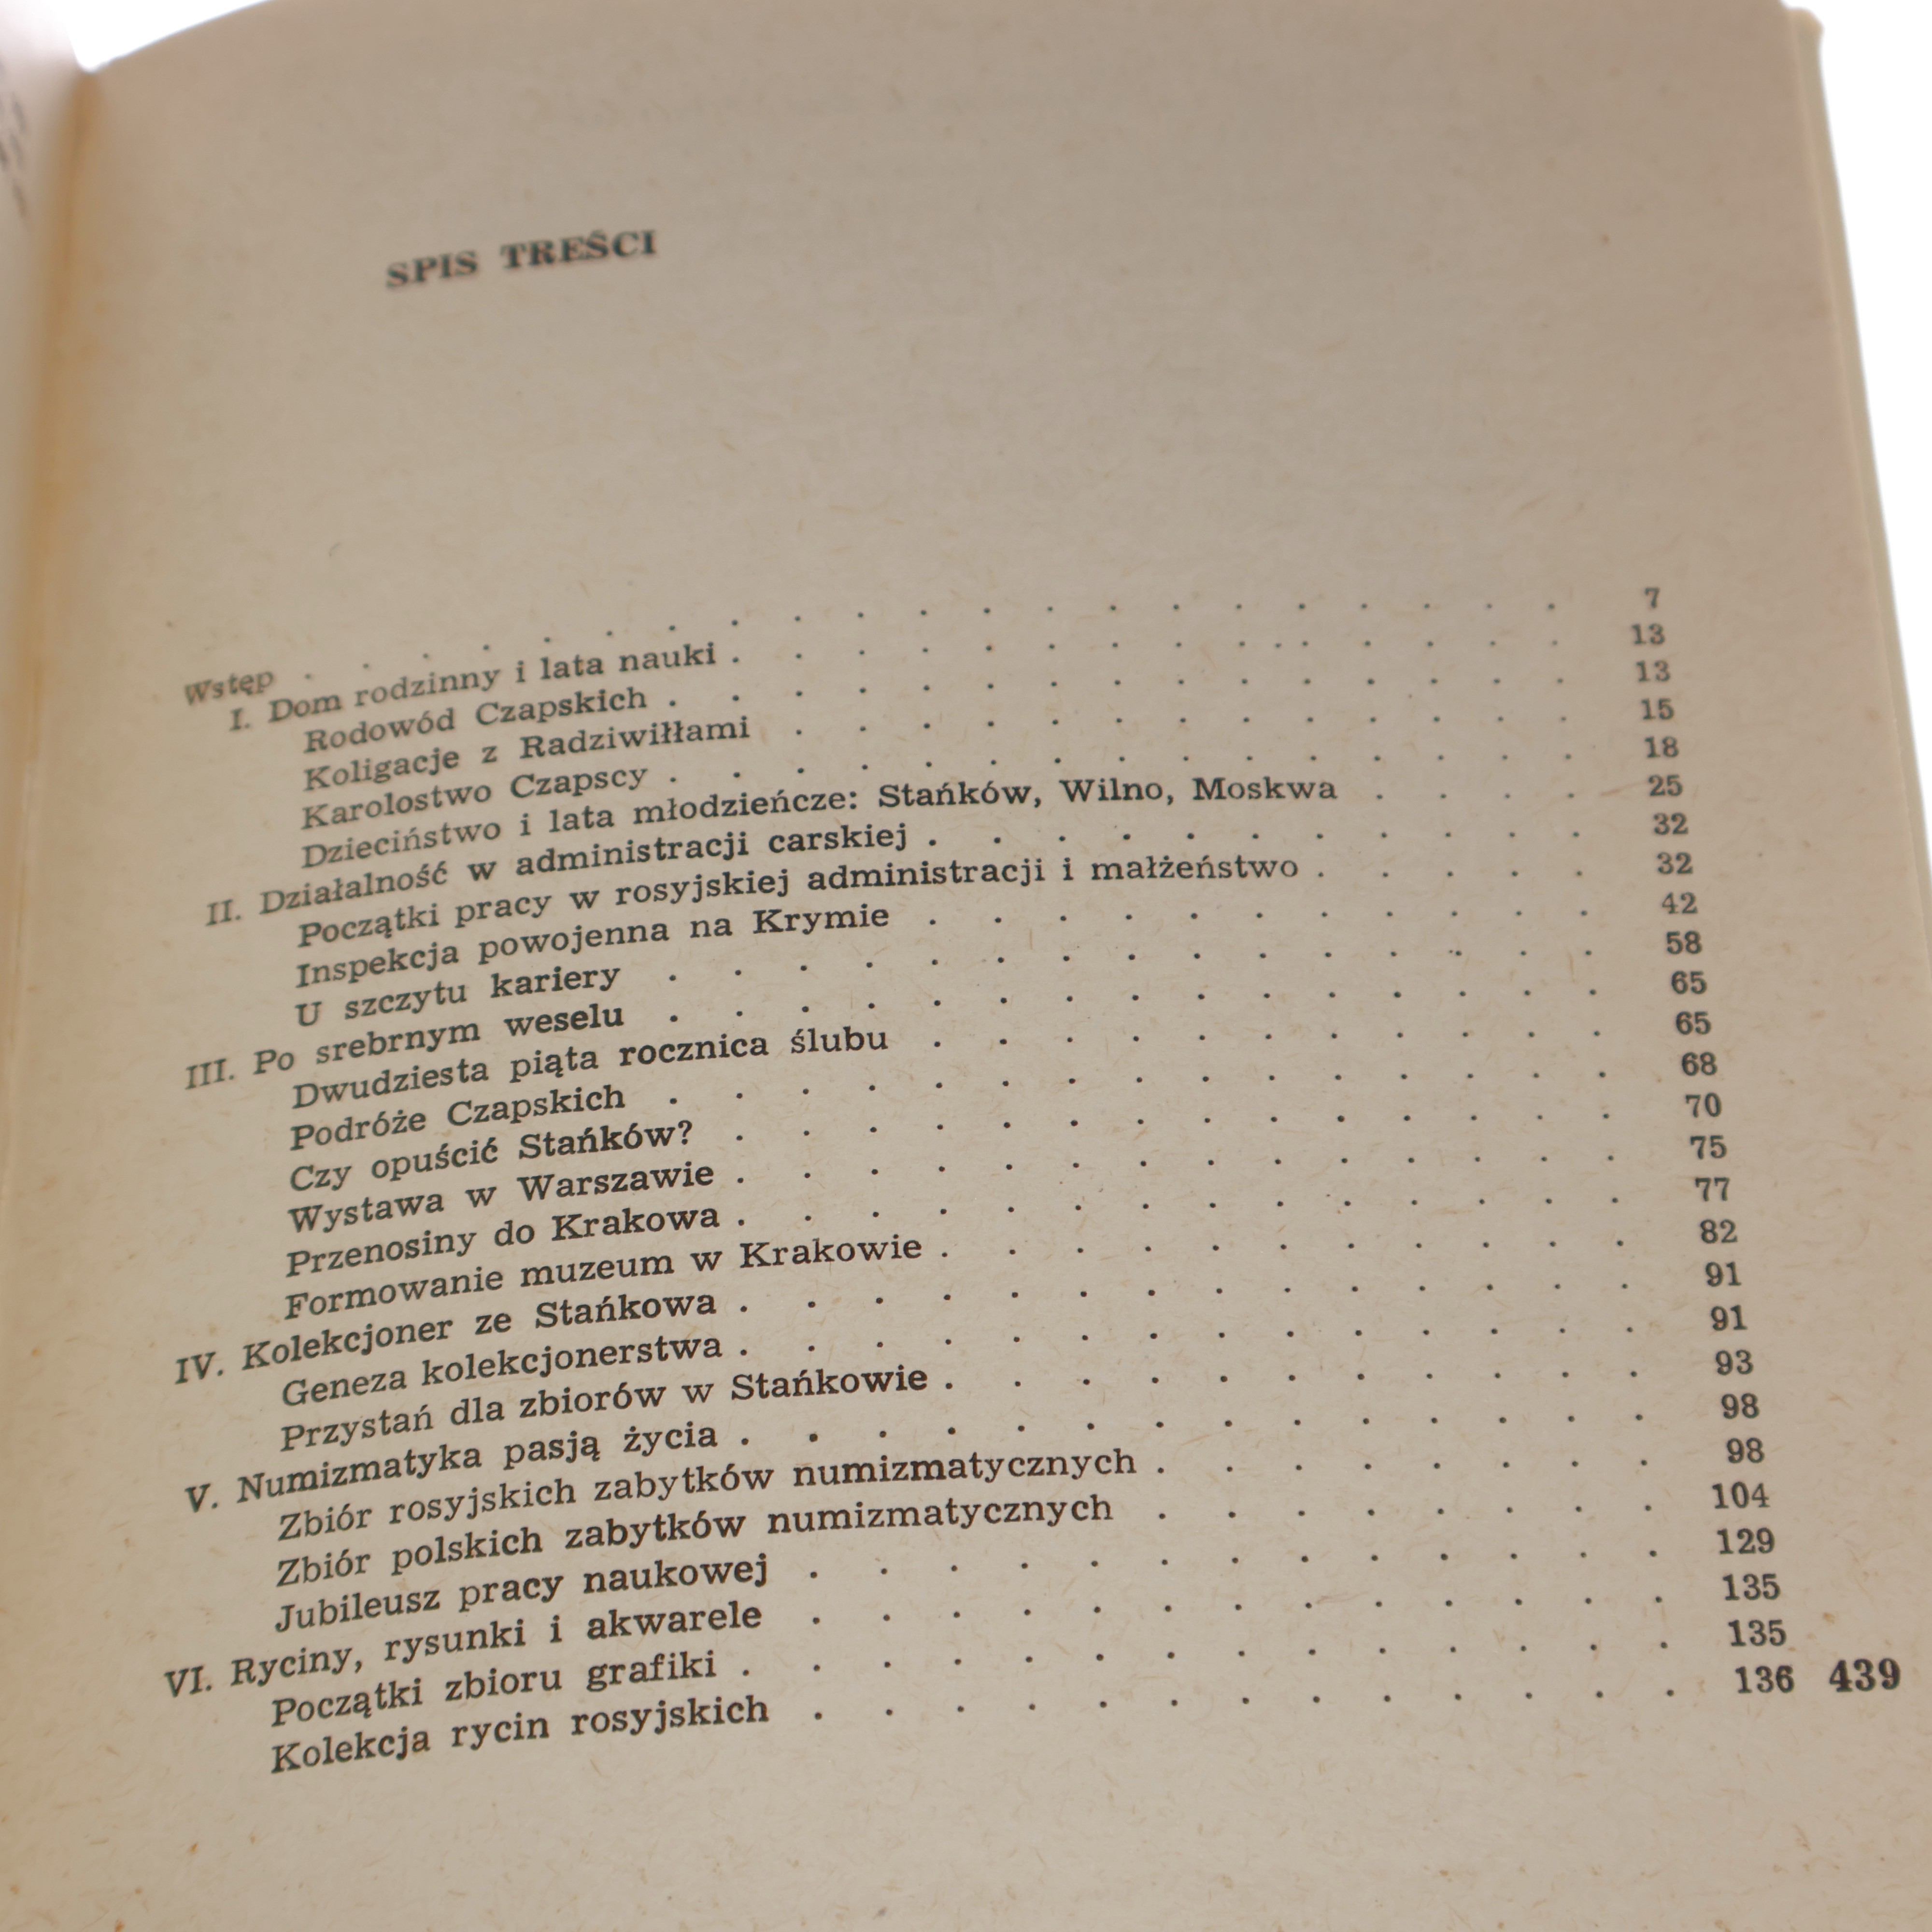 SPIS TREŚCI
Wstęp . . . . . . . . . . . . . . . . . . . . . 7
I. Dom rodzinny i lata nauki . . . . . . . . . . . . . . 13
Rodowód Czapskich . . . . . . . . . . . . . . . 13
Koligacje z Radziwiłłami . . . . . . . . . . . . . 15
Karolostwo Czapscy . . . . . . . . . . . . . . . 18
Dzieciństwo i lata młodzieńcze: Stańków, Wilno, Moskwa . . . . 25
II. Działalność w administracji carskiej . . . . . . . . . . . 32
Początki pracy w rosyjskiej administracji i małżeństwo . . . . . 32
Inspekcja powojenna na Krymie . . . . . . . . . . . 42
U szczytu kariery . . . . . . . . . . . . . . . 58
III. Po srebrnym weselu . . . . . . . . . . . . . . . 65
Dwudziesta piąta rocznica ślubu . . . . . . . . . . . 65
Podróże Czapskich . . . . . . . . . . . . . . . 68
Czy opuścić Stańków? . . . . . . . . . . . . . . 70
Wystawa w Warszawie . . . . . . . . . . . . . . 75
Przenosiny do Krakowa . . . . . . . . . . . . . . 77
Formowanie muzeum w Krakowie . . . . . . . . . . . 82
IV. Kolekcjoner ze Stańkowa . . . . . . . . . . . . . . 91
Geneza kolekcjonerstwa . . . . . . . . . . . . . . 91
Przystań dla zbiorów w Stańkowie . . . . . . . . . . . 93
V. Numizmatyka pasją życia . . . . . . . . . . . . . . 98
Zbiór rosyjskich zabytków numizmatycznych . . . . . . . . 98
Zbiór polskich zabytków numizmatycznych . . . . . . . . 104
Jubileusz pracy naukowej . . . . . . . . . . . . . 129
VI. Ryciny, rysunki i akwarele . . . . . . . . . . . . . 135
Początki zbioru grafiki . . . . . . . . . . . . . . 135
Kolekcja rycin rosyjskich . . . . . . . . . . . . . 136
439